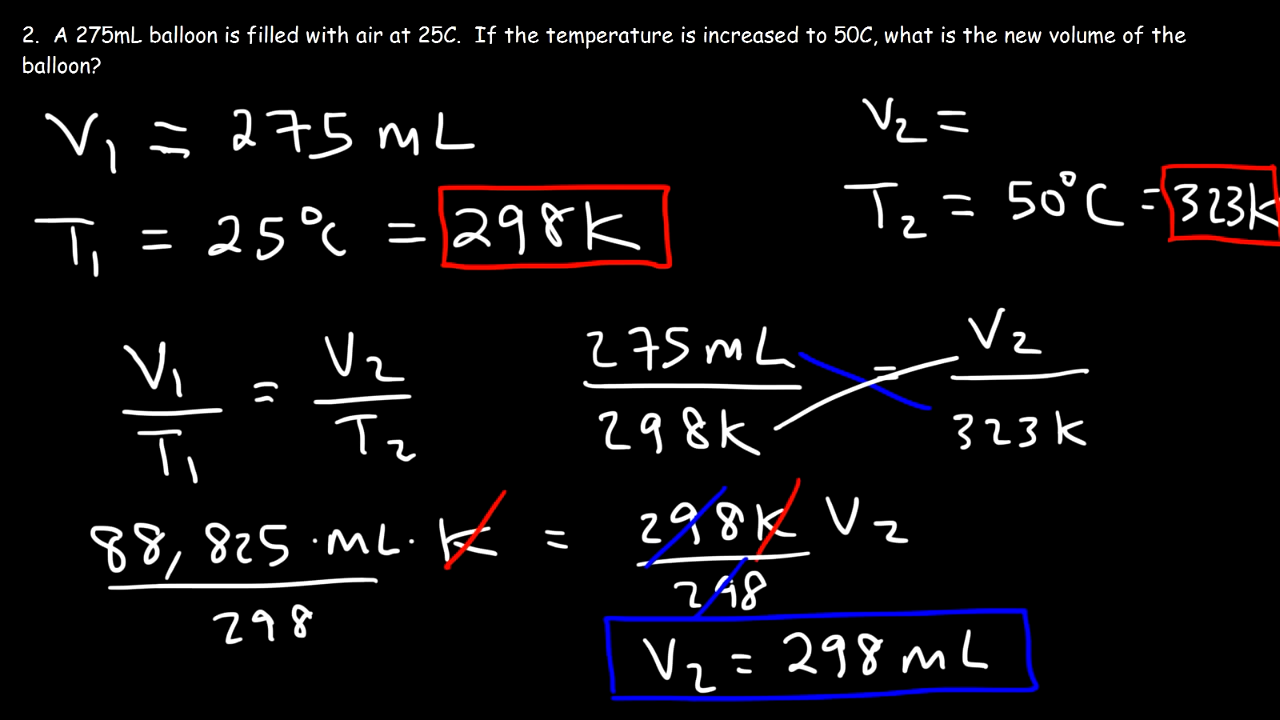 2. A 275mL balloon is filled with air at 25C. If the temperature is increased to 50C, what is the new volume of the
balloon?
V₁ = 275 mL
V₂ =
T₁ = 25°C = 298K
T₂ = 50°C = 323K
V₁/T₁ = V₂/T₂
275mL/298K = V₂/323K
88,825·mL·K/298 = 298K/298 V₂
V₂ = 298 mL